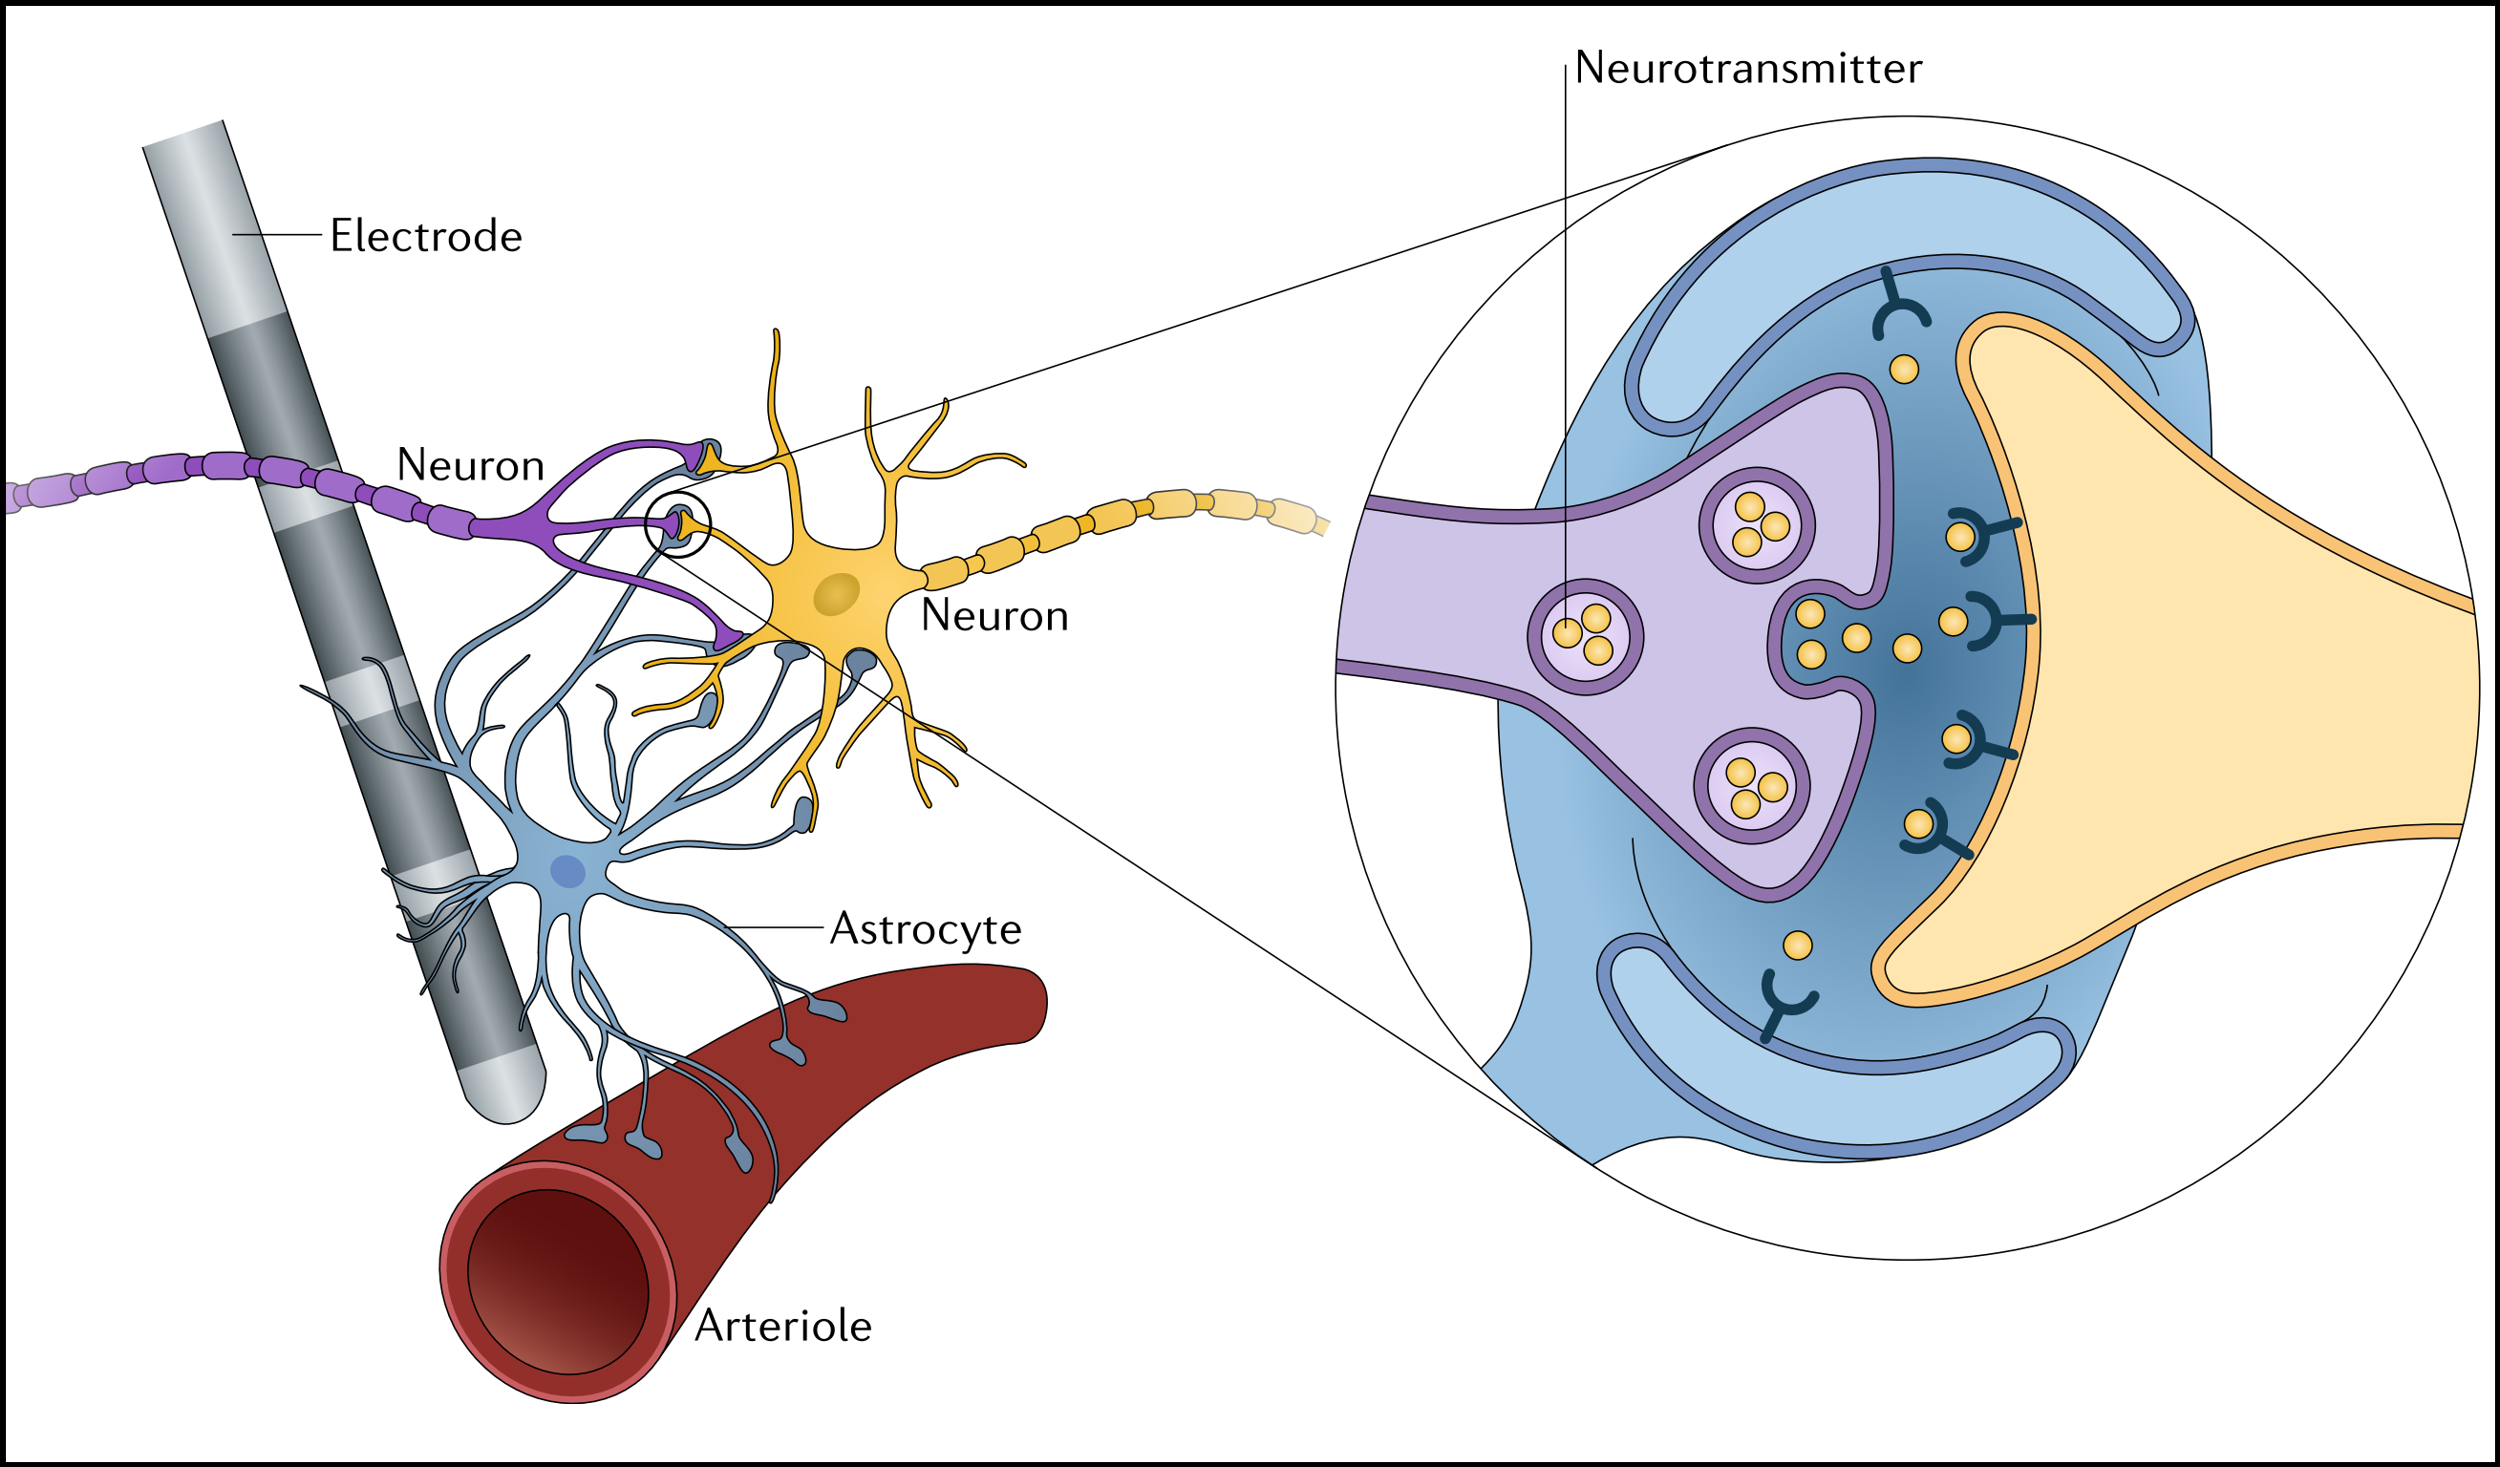 Neurotransmitter
Electrode
Neuron
Neuron
Astrocyte
Arteriole